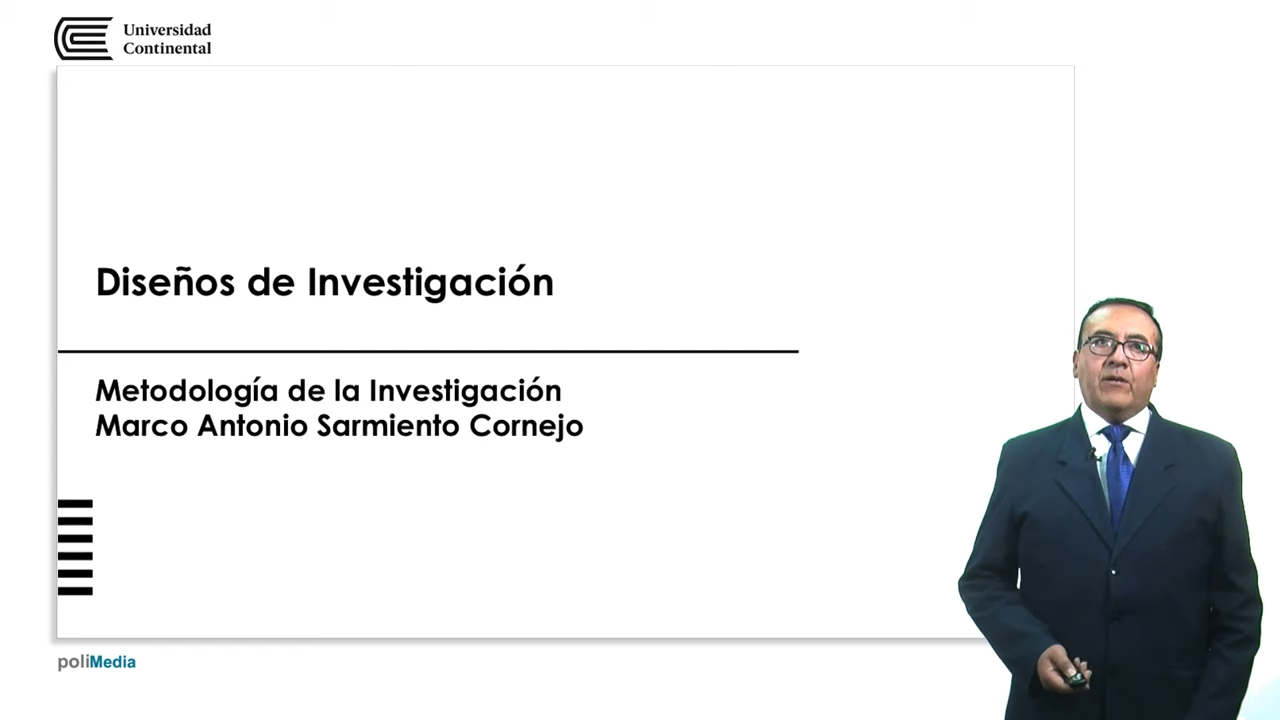 Universidad
Continental
Diseños de Investigación
Metodología de la Investigación
Marco Antonio Sarmiento Cornejo
poliMedia